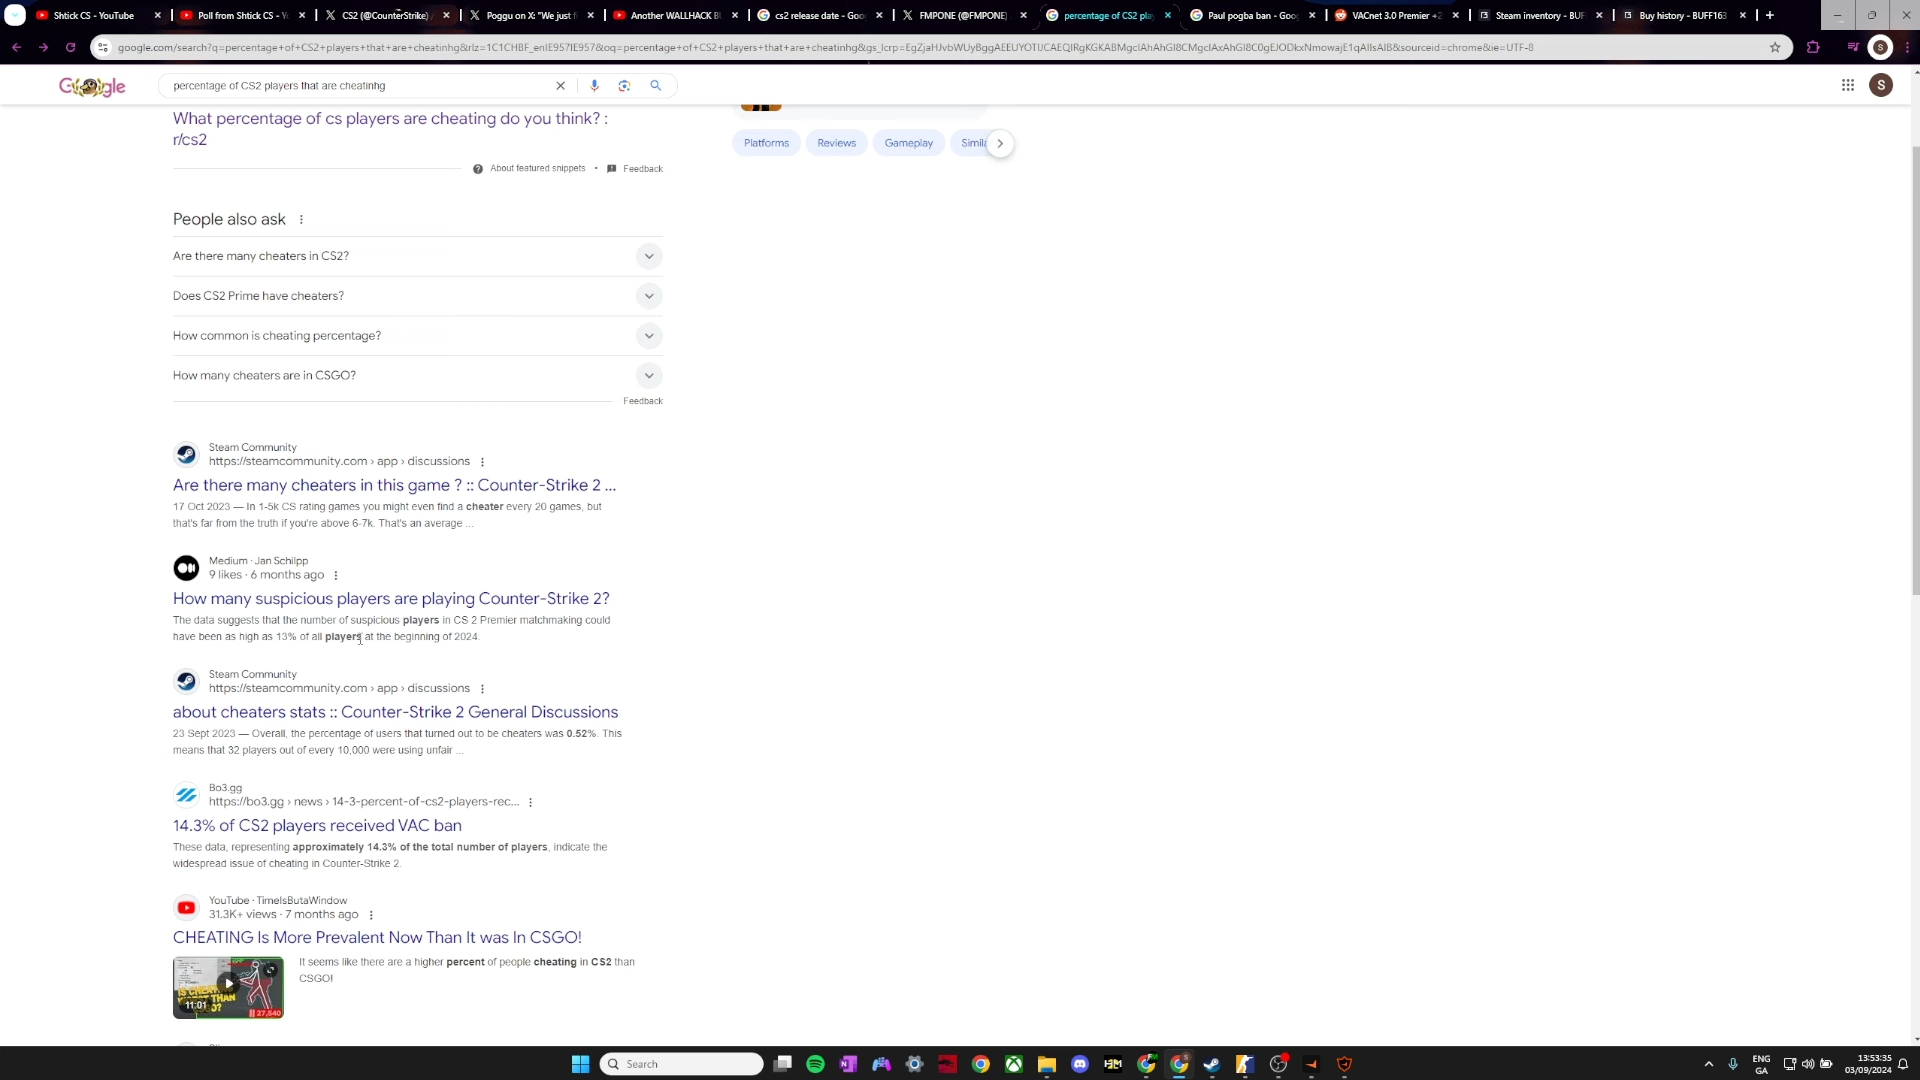 Shtick CS - YouTube
Poll from Shtick CS - Yo
CS2 (@CounterStrike) /
Poggu on X: "We just fi
Another WALLHACK BU
cs2 release date - Goog
FMPONE (@FMPONE)
percentage of CS2 play
Paul pogba ban - Goog
VACnet 3.0 Premier +2
Steam inventory - BUFF
Buy history - BUFF163
Google
percentage of CS2 players that are cheatinhg
S
What percentage of cs players are cheating do you think? :
r/cs2
About featured snippets • Feedback
Platforms
Reviews
Gameplay
Simila
People also ask
Are there many cheaters in CS2?
Does CS2 Prime have cheaters?
How common is cheating percentage?
How many cheaters are in CSGO?
Feedback
Steam Community
https://steamcommunity.com › app › discussions
Are there many cheaters in this game ? :: Counter-Strike 2 ...
17 Oct 2023 — In 1-5k CS rating games you might even find a cheater every 20 games, but
that's far from the truth if you're above 6-7k. That's an average ...
Medium · Jan Schilpp
9 likes · 6 months ago
How many suspicious players are playing Counter-Strike 2?
The data suggests that the number of suspicious players in CS 2 Premier matchmaking could
have been as high as 13% of all players at the beginning of 2024.
Steam Community
https://steamcommunity.com › app › discussions
about cheaters stats :: Counter-Strike 2 General Discussions
23 Sept 2023 — Overall, the percentage of users that turned out to be cheaters was 0.52%. This
means that 32 players out of every 10,000 were using unfair ...
Bo3.gg
https://bo3.gg › news › 14-3-percent-of-cs2-players-rec...
14.3% of CS2 players received VAC ban
These data, representing approximately 14.3% of the total number of players, indicate the
widespread issue of cheating in Counter-Strike 2.
YouTube · TimeIsButaWindow
31.3K+ views · 7 months ago
CHEATING Is More Prevalent Now Than It was In CSGO!
It seems like there are a higher percent of people cheating in CS2 than
CSGO!
11:01
27,540
Search
ENG
GA
13:53:35
03/09/2024